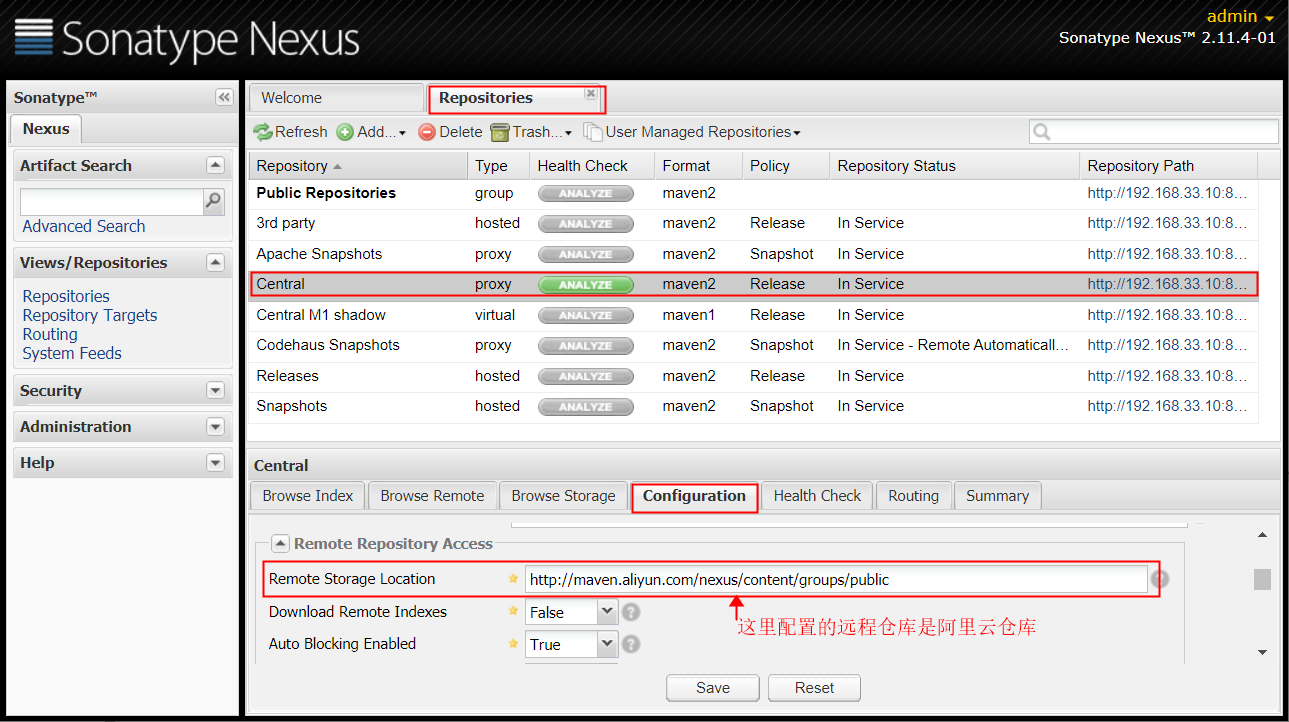 Sonatype Nexus
admin
Sonatype Nexus™ 2.11.4-01
Sonatype™
Nexus
Artifact Search
Advanced Search
Views/Repositories
Repositories
Repository Targets
Routing
System Feeds
Security
Administration
Help
Welcome Repositories
Refresh Add... Delete Trash... User Managed Repositories
Repository Type Health Check Format Policy Repository Status Repository Path
Public Repositories group ANALYZE maven2 http://192.168.33.10:8...
3rd party hosted ANALYZE maven2 Release In Service http://192.168.33.10:8...
Apache Snapshots proxy ANALYZE maven2 Snapshot In Service http://192.168.33.10:8...
Central proxy ANALYZE maven2 Release In Service http://192.168.33.10:8...
Central M1 shadow virtual ANALYZE maven1 Release In Service http://192.168.33.10:8...
Codehaus Snapshots proxy ANALYZE maven2 Snapshot In Service - Remote Automaticall... http://192.168.33.10:8...
Releases hosted ANALYZE maven2 Release In Service http://192.168.33.10:8...
Snapshots hosted ANALYZE maven2 Snapshot In Service http://192.168.33.10:8...
Central
Browse Index Browse Remote Browse Storage Configuration Health Check Routing Summary
Remote Repository Access
Remote Storage Location http://maven.aliyun.com/nexus/content/groups/public ?
Download Remote Indexes False ?
这里配置的远程仓库是阿里云仓库
Auto Blocking Enabled True ?
Save Reset